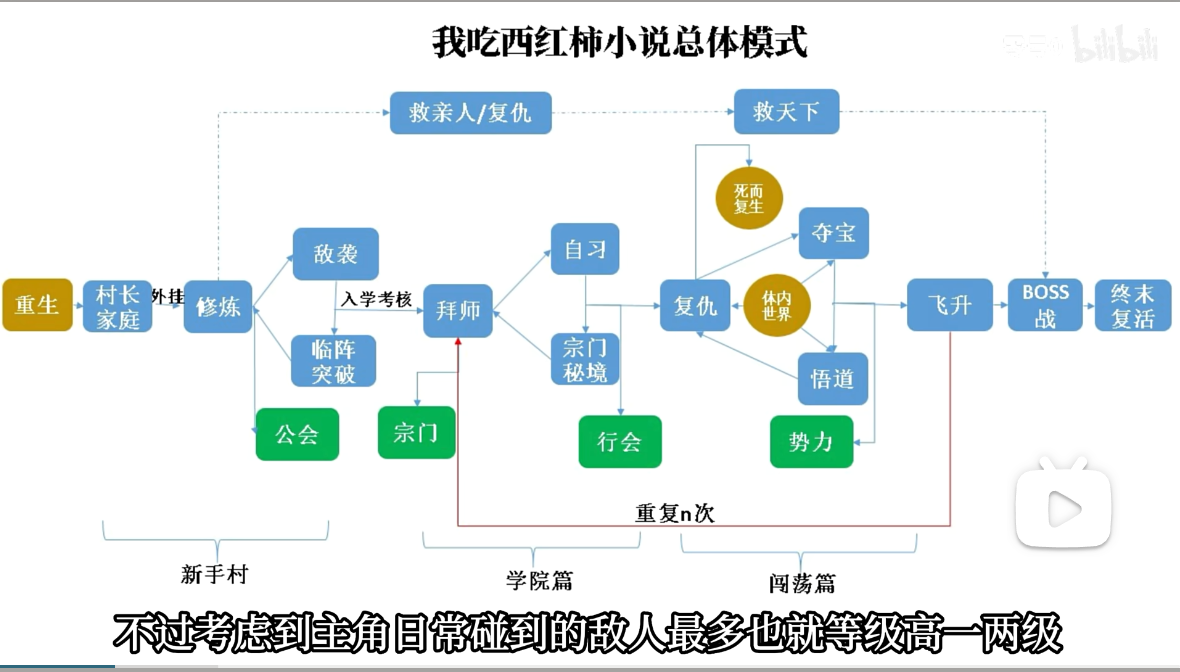 我吃西红柿小说总体模式
bilibili
救亲人/复仇
救天下
死而
复生
敌袭
自习
夺宝
重生
村长
家庭
外挂
修炼
入学考核
拜师
复仇
体内
世界
飞升
BOSS
战
终末
复活
临阵
突破
宗门
秘境
悟道
公会
宗门
行会
势力
重复n次
新手村
学院篇
闯荡篇
不过考虑到主角日常碰到的敌人最多也就等级高一两级